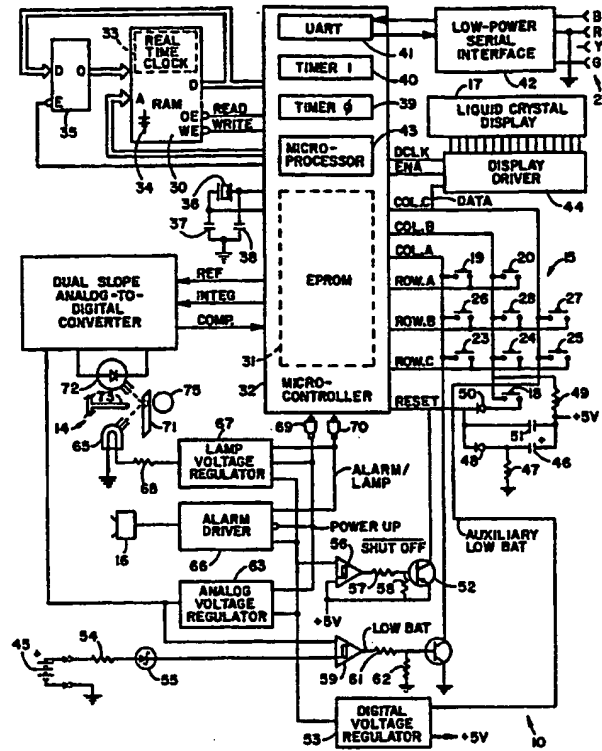 33
REAL
TIME
CLOCK
D O
D
A
RAM
E
35
OE READ
WE WRITE
34 30
UART
41
TIMER 1
40
TIMER 0
39
43
MICRO-
PROCESSOR
LOW-POWER
SERIAL
INTERFACE
42
B
R
Y
G
2
17
LIQUID CRYSTAL
DISPLAY
DCLK
ENA
DISPLAY
DRIVER
44
COL.C
DATA
COL.B
COL.A
36
37
38
EPROM
31
32
MICRO-
CONTROLLER
19 20
15
ROW.A
26 28 27
ROW.B
23 24 25
ROW.C
RESET
18
50
49
+5V
51
+
48
46
47
DUAL SLOPE
ANALOG-TO-
DIGITAL
CONVERTER
REF
INTEG
COMP.
72
73
75
14
71
65
67
69
70
LAMP
VOLTAGE
REGULATOR
68
ALARM/
LAMP
ALARM
DRIVER
16
66
63
POWER UP
ANALOG
VOLTAGE
REGULATOR
56
SHUT OFF
57
58
52
+5V
AUXILIARY
LOW BAT
LOW BAT
45
+
54
55
59
61
62
DIGITAL
VOLTAGE
REGULATOR
53
+5V
10